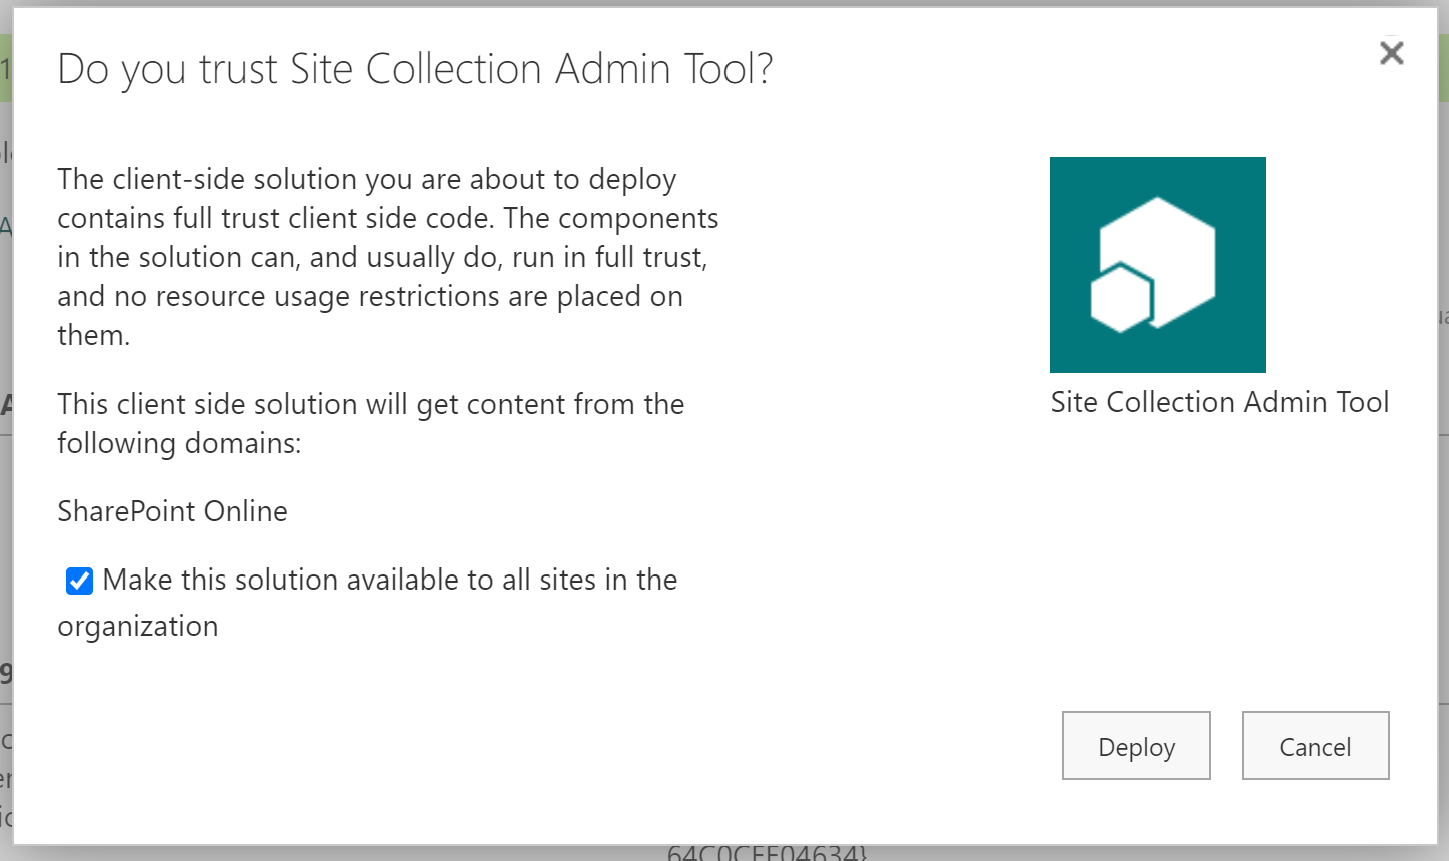 Do you trust Site Collection Admin Tool?
The client-side solution you are about to deploy
contains full trust client side code. The components
in the solution can, and usually do, run in full trust,
and no resource usage restrictions are placed on
them.
This client side solution will get content from the
following domains:
SharePoint Online
Make this solution available to all sites in the
organization
Site Collection Admin Tool
Deploy
Cancel